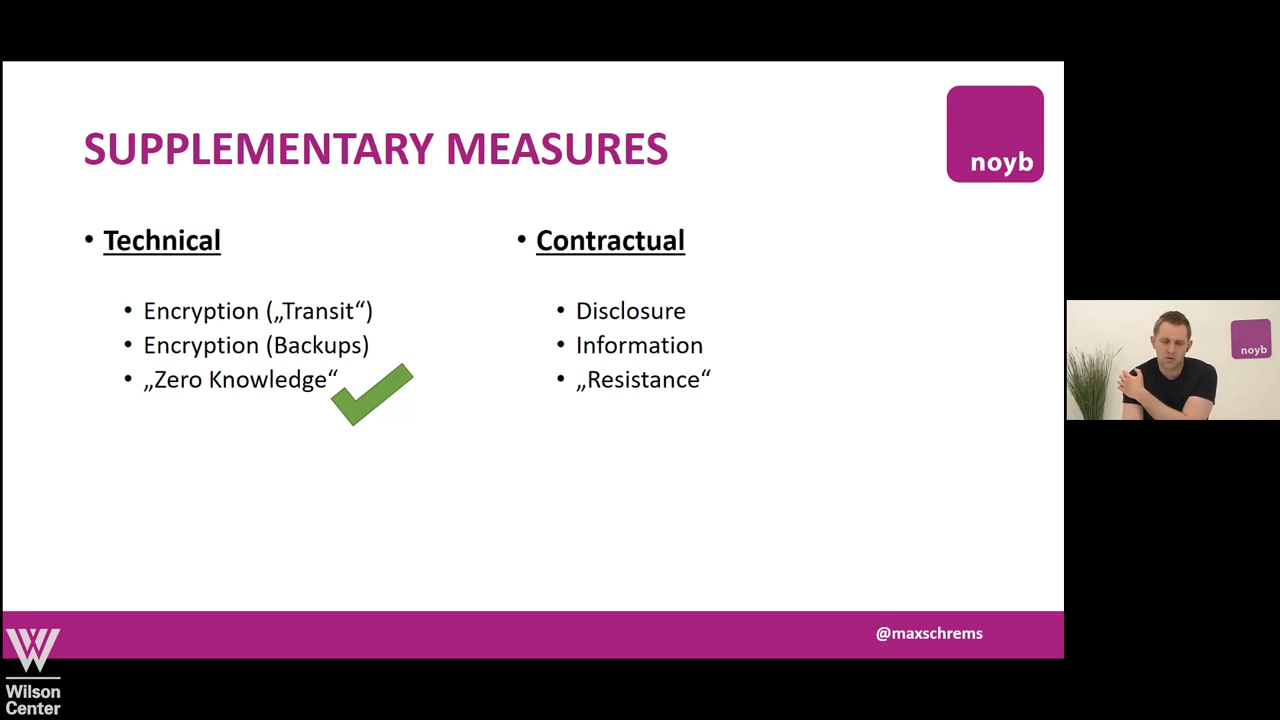 SUPPLEMENTARY MEASURES
noyb
• Technical
• Encryption („Transit“)
• Encryption (Backups)
• „Zero Knowledge“
• Contractual
• Disclosure
• Information
• „Resistance“
noyb
@maxschrems
Wilson
Center